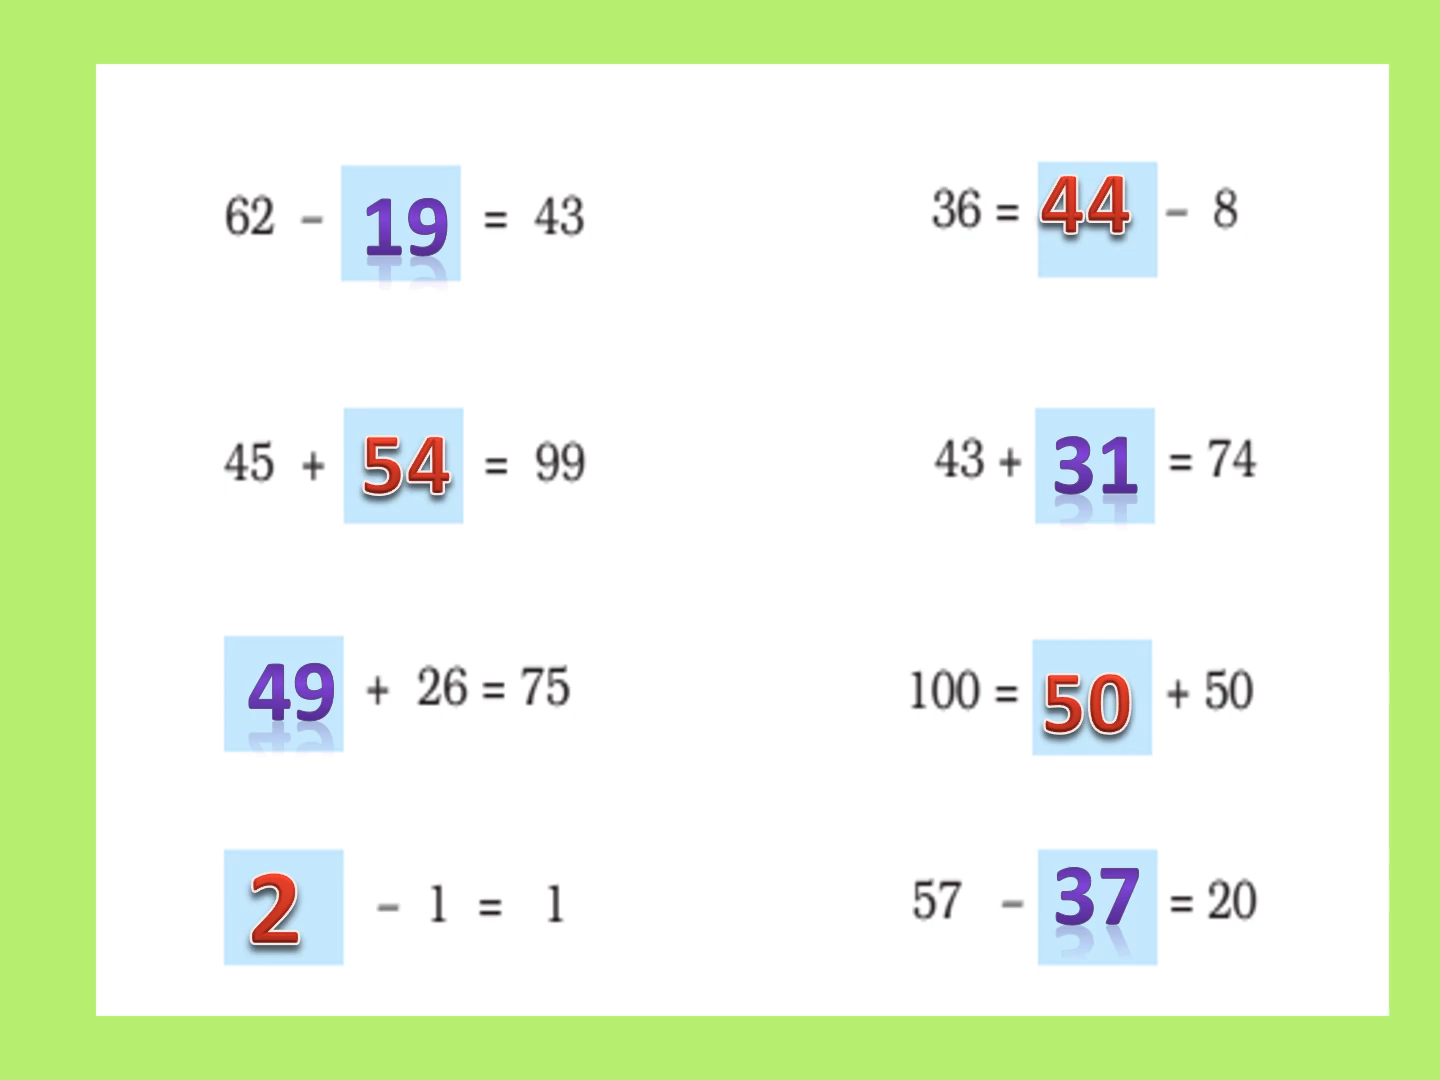 62 – 19 = 43
36 = 44 – 8
45 + 54 = 99
43 + 31 = 74
49 + 26 = 75
100 = 50 + 50
2 – 1 = 1
57 – 37 = 20